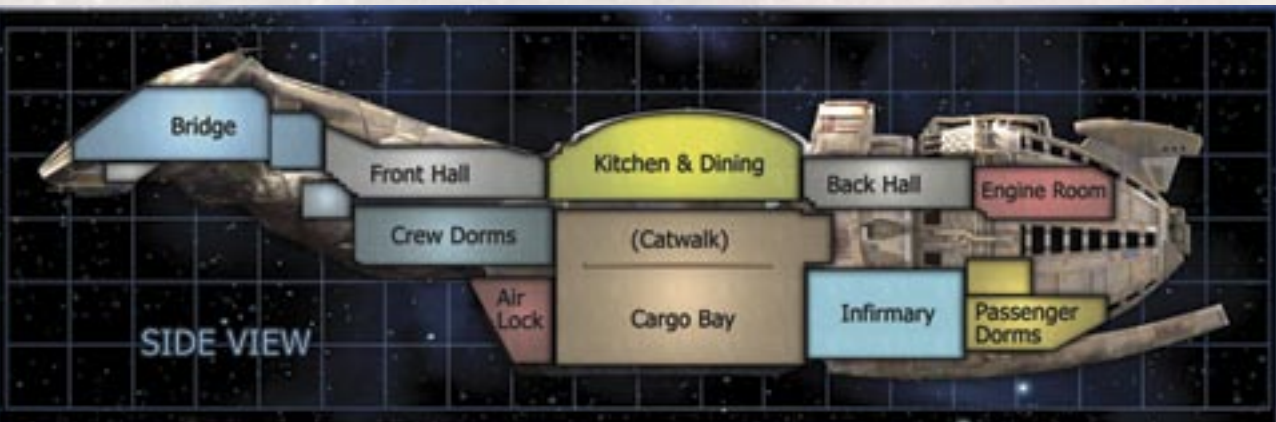 Bridge
Front Hall
Kitchen & Dining
Back Hall
Engine Room
Crew Dorms
(Catwalk)
Air
Lock
Cargo Bay
Infirmary
Passenger
Dorms
SIDE VIEW